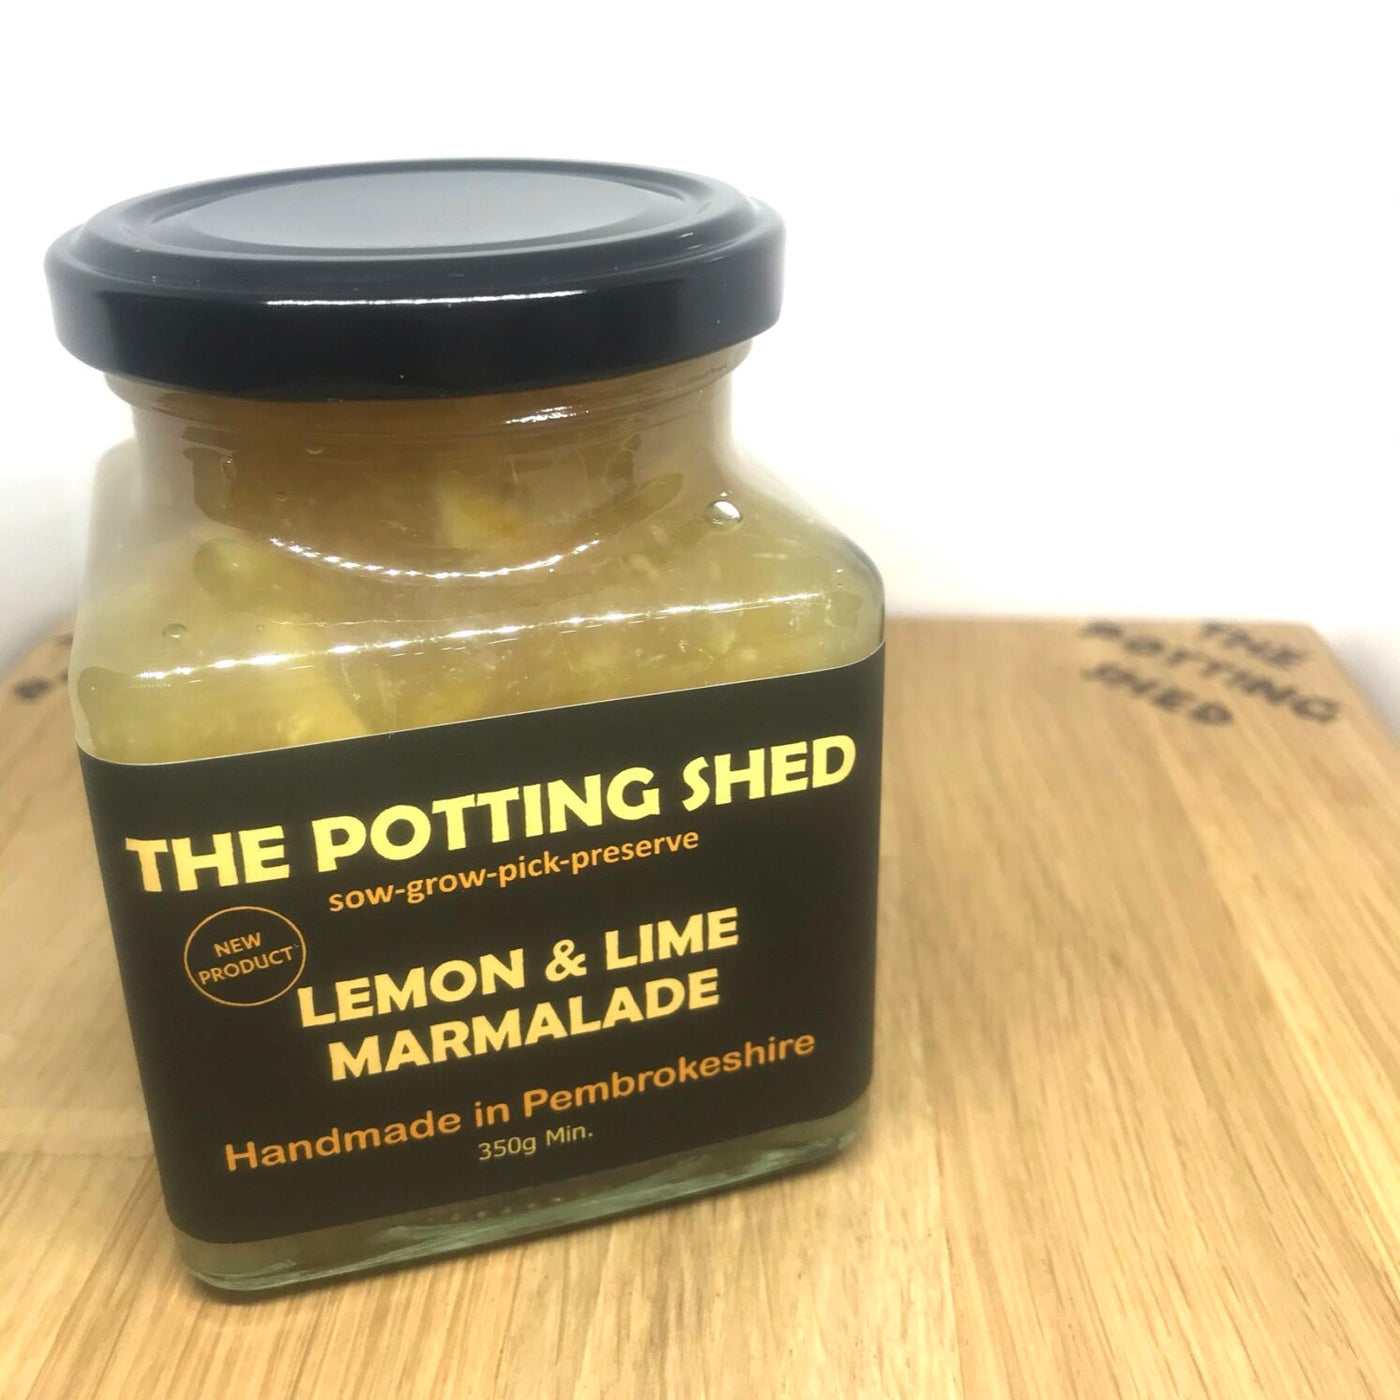 THE POTTING SHED
sow-grow-pick-preserve
NEW
PRODUCT
LEMON & LIME
MARMALADE
Handmade in Pembrokeshire
350g Min.
THE
POTTING
SHED